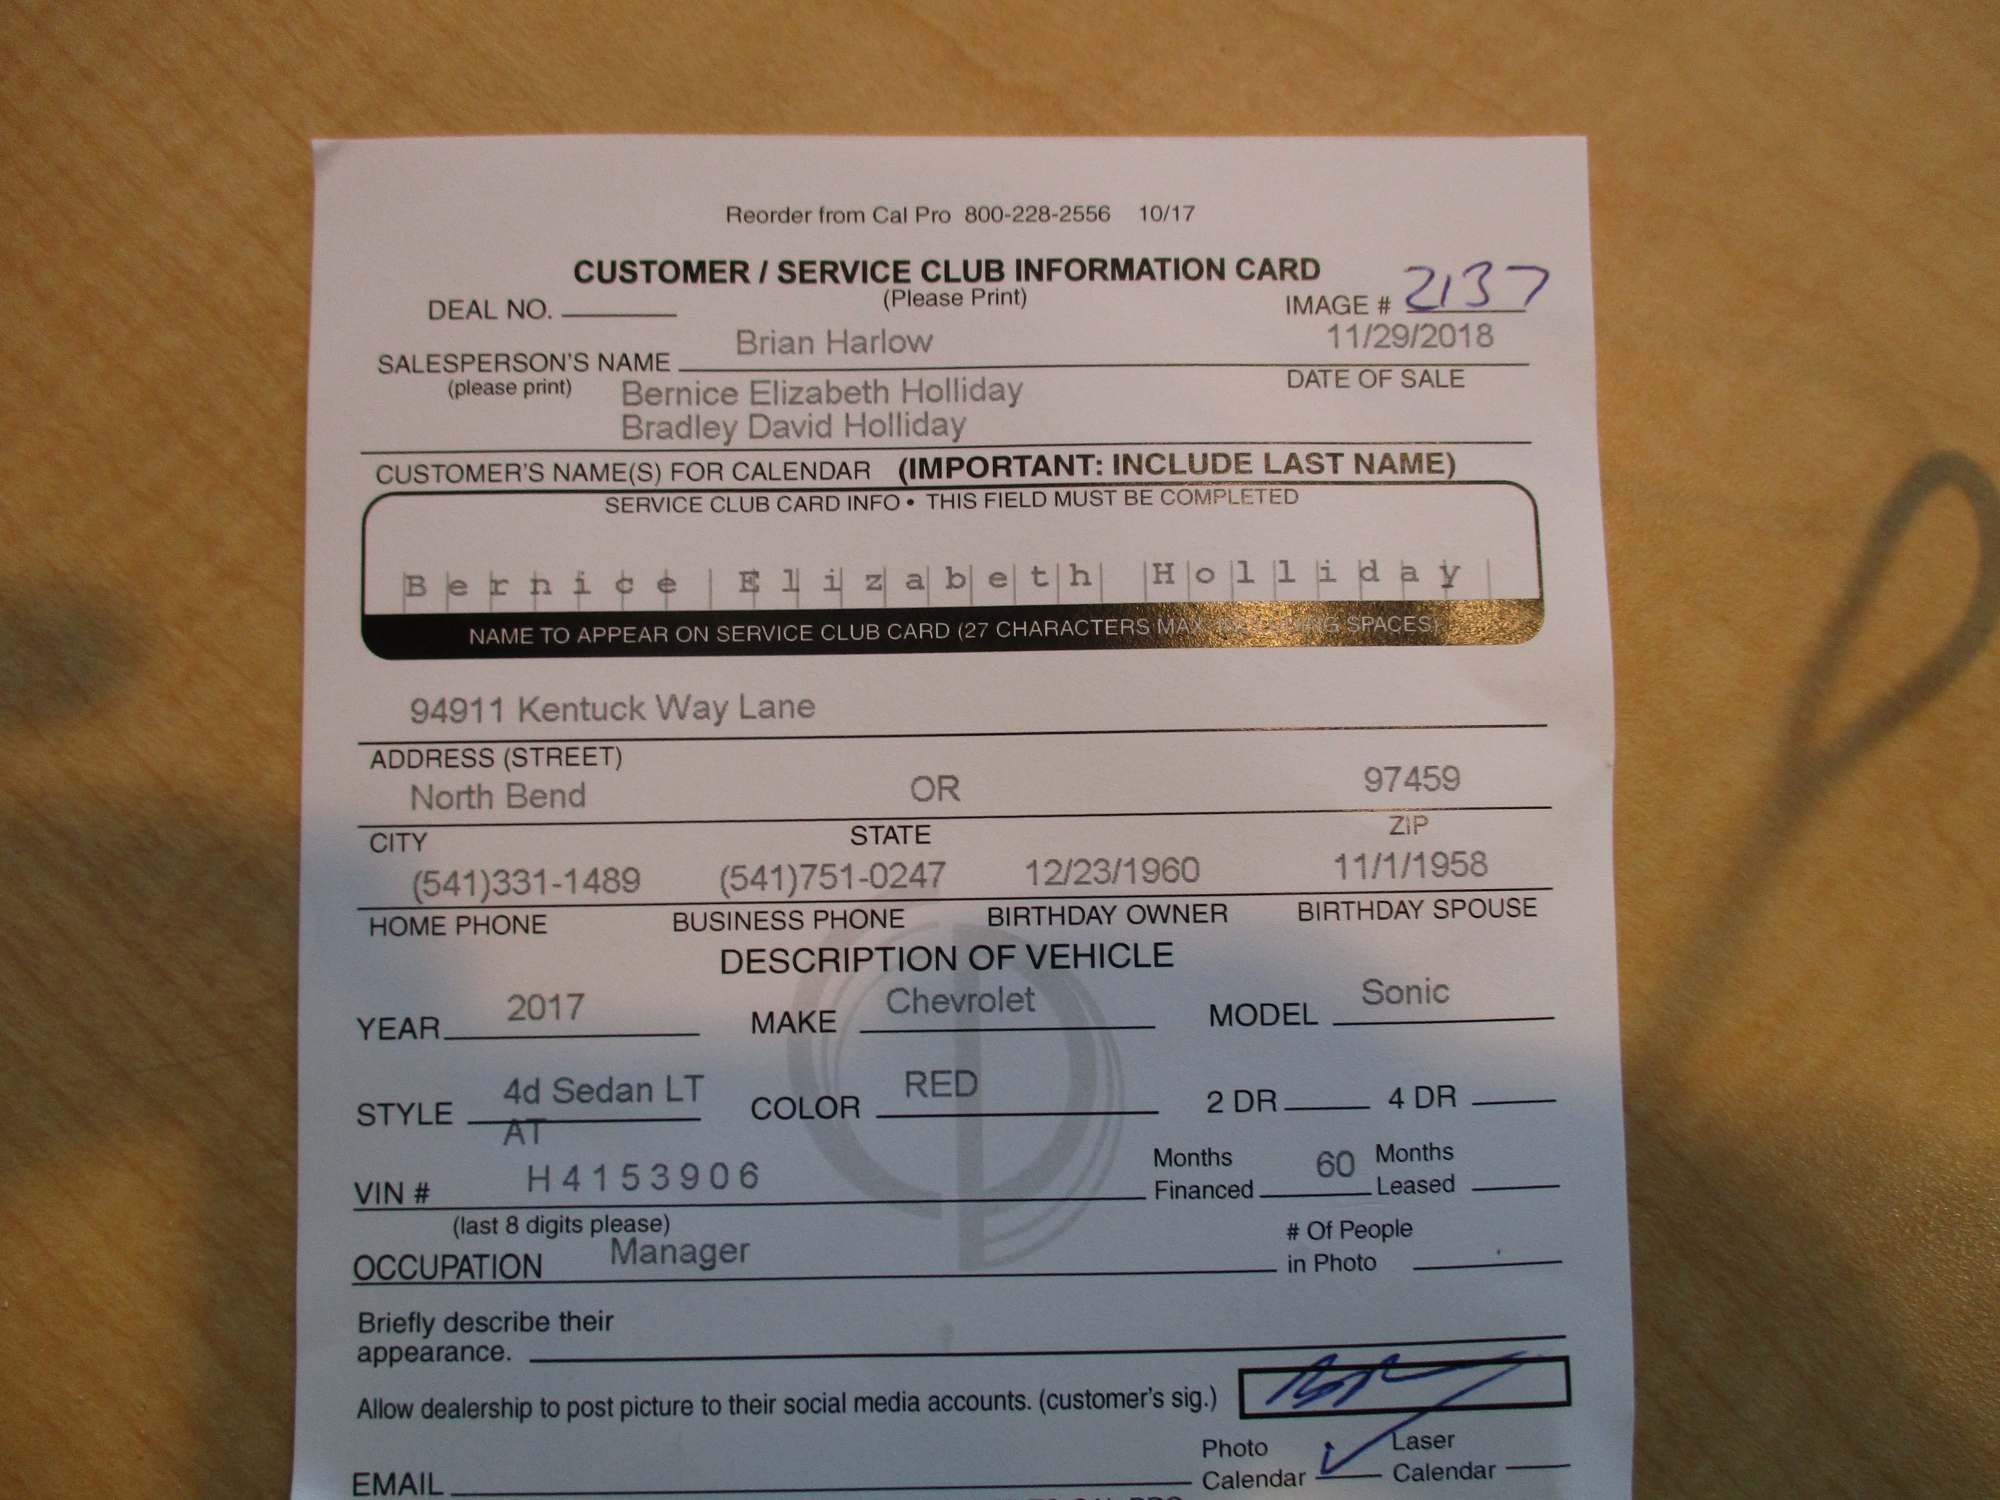 Reorder from Cal Pro 800-228-2556 10/17
CUSTOMER / SERVICE CLUB INFORMATION CARD
(Please Print)
DEAL NO.
IMAGE # 2137
SALESPERSON'S NAME Brian Harlow
11/29/2018
(please print)
DATE OF SALE
Bernice Elizabeth Holliday
Bradley David Holliday
CUSTOMER'S NAME(S) FOR CALENDAR (IMPORTANT: INCLUDE LAST NAME)
SERVICE CLUB CARD INFO • THIS FIELD MUST BE COMPLETED
Bernice Elizabeth Holliday
NAME TO APPEAR ON SERVICE CLUB CARD (27 CHARACTERS MAX. INCLUDING SPACES)
94911 Kentuck Way Lane
ADDRESS (STREET)
North Bend OR 97459
CITY STATE ZIP
(541)331-1489 (541)751-0247 12/23/1960 11/1/1958
HOME PHONE BUSINESS PHONE BIRTHDAY OWNER BIRTHDAY SPOUSE
DESCRIPTION OF VEHICLE
YEAR 2017 MAKE Chevrolet MODEL Sonic
STYLE 4d Sedan LT COLOR RED 2 DR 4 DR
AT
VIN # H4153906 Months Financed 60 Months Leased
(last 8 digits please)
OCCUPATION Manager # Of People in Photo
Briefly describe their
appearance.
Allow dealership to post picture to their social media accounts. (customer's sig.)
EMAIL Photo Calendar Laser Calendar